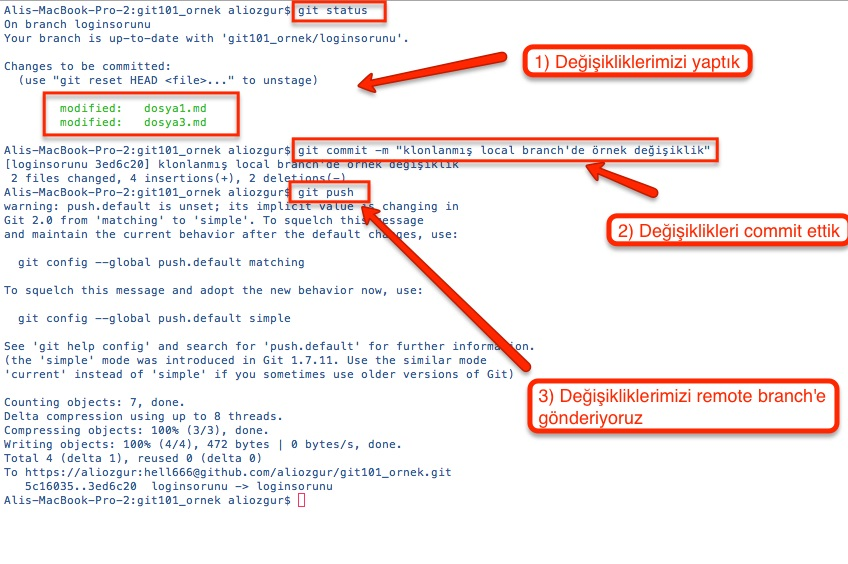 Alis-MacBook-Pro-2:git101_ornek aliozgur$ git status
On branch loginsorunu
Your branch is up-to-date with 'git101_ornek/loginsorunu'.
1) Değişikliklerimizi yaptık
Changes to be committed:
(use "git reset HEAD <file>..." to unstage)
modified: dosya1.md
modified: dosya3.md
Alis-MacBook-Pro-2:git101_ornek aliozgur$ git commit -m "klonlanmış local branch'de örnek değişiklik"
[loginsorunu 3ed6c20] klonlanmış local branch'de örnek değişiklik
2 files changed, 4 insertions(+), 2 deletions(-)
Alis-MacBook-Pro-2:git101_ornek aliozgur$ git push
warning: push.default is unset; its implicit value is changing in
Git 2.0 from 'matching' to 'simple'. To squelch this message
and maintain the current behavior after the default changes, use:
2) Değişiklikleri commit ettik
git config --global push.default matching
To squelch this message and adopt the new behavior now, use:
git config --global push.default simple
See 'git help config' and search for 'push.default' for further information.
(the 'simple' mode was introduced in Git 1.7.11. Use the similar mode
'current' instead of 'simple' if you sometimes use older versions of Git)
3) Değişikliklerimizi remote branch'e
gönderiyoruz
Counting objects: 7, done.
Delta compression using up to 8 threads.
Compressing objects: 100% (3/3), done.
Writing objects: 100% (4/4), 472 bytes | 0 bytes/s, done.
Total 4 (delta 1), reused 0 (delta 0)
To https://aliozgur:hell666@github.com/aliozgur/git101_ornek.git
5c16035..3ed6c20 loginsorunu -> loginsorunu
Alis-MacBook-Pro-2:git101_ornek aliozgur$